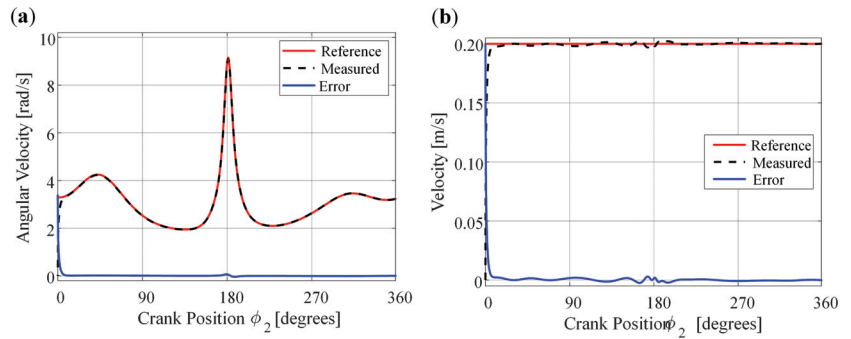 (a)
10
8
6
4
2
0
Angular Velocity [rad/s]
Reference
Measured
Error
0 90 180 270 360
Crank Position ϕ2 [degrees]
(b)
0.20
0.15
0.10
0.05
0
Velocity [m/s]
Reference
Measured
Error
0 90 180 270 360
Crank Positionϕ2 [degrees]